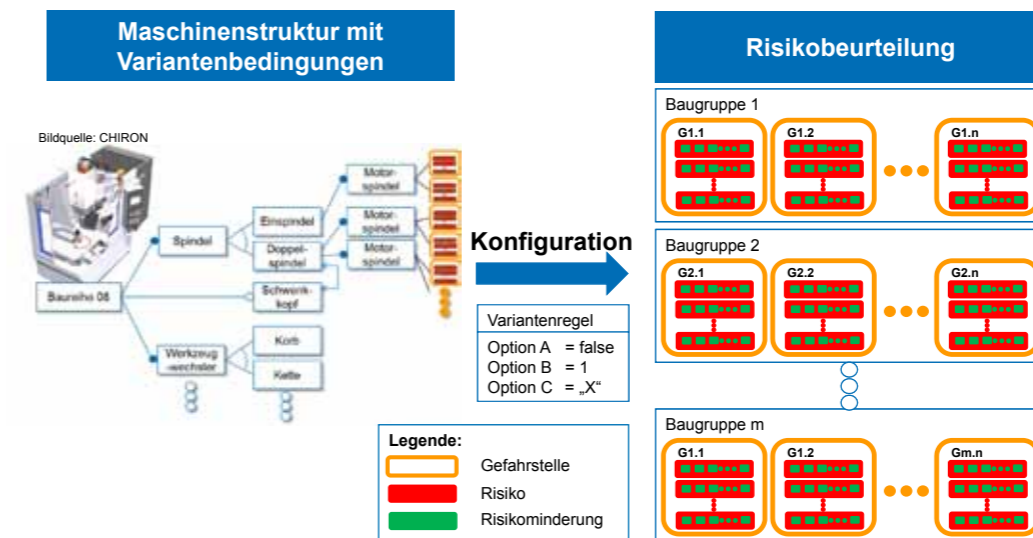 Maschinenstruktur mit
Variantenbedingungen
Bildquelle: CHIRON
Baureihe 08
Spindel
Werkzeug
-wechsler
Einspindel
Doppel-
spindel
Schwenk-
kopf
Korb
Kette
Motor-
spindel
Motor-
spindel
Motor-
spindel
Konfiguration
Variantenregel
Option A = false
Option B = 1
Option C = „X“
Legende:
Gefahrstelle
Risiko
Risikominderung
Risikobeurteilung
Baugruppe 1
G1.1 G1.2 G1.n
Baugruppe 2
G2.1 G2.2 G2.n
Baugruppe m
G1.1 G1.2 Gm.n